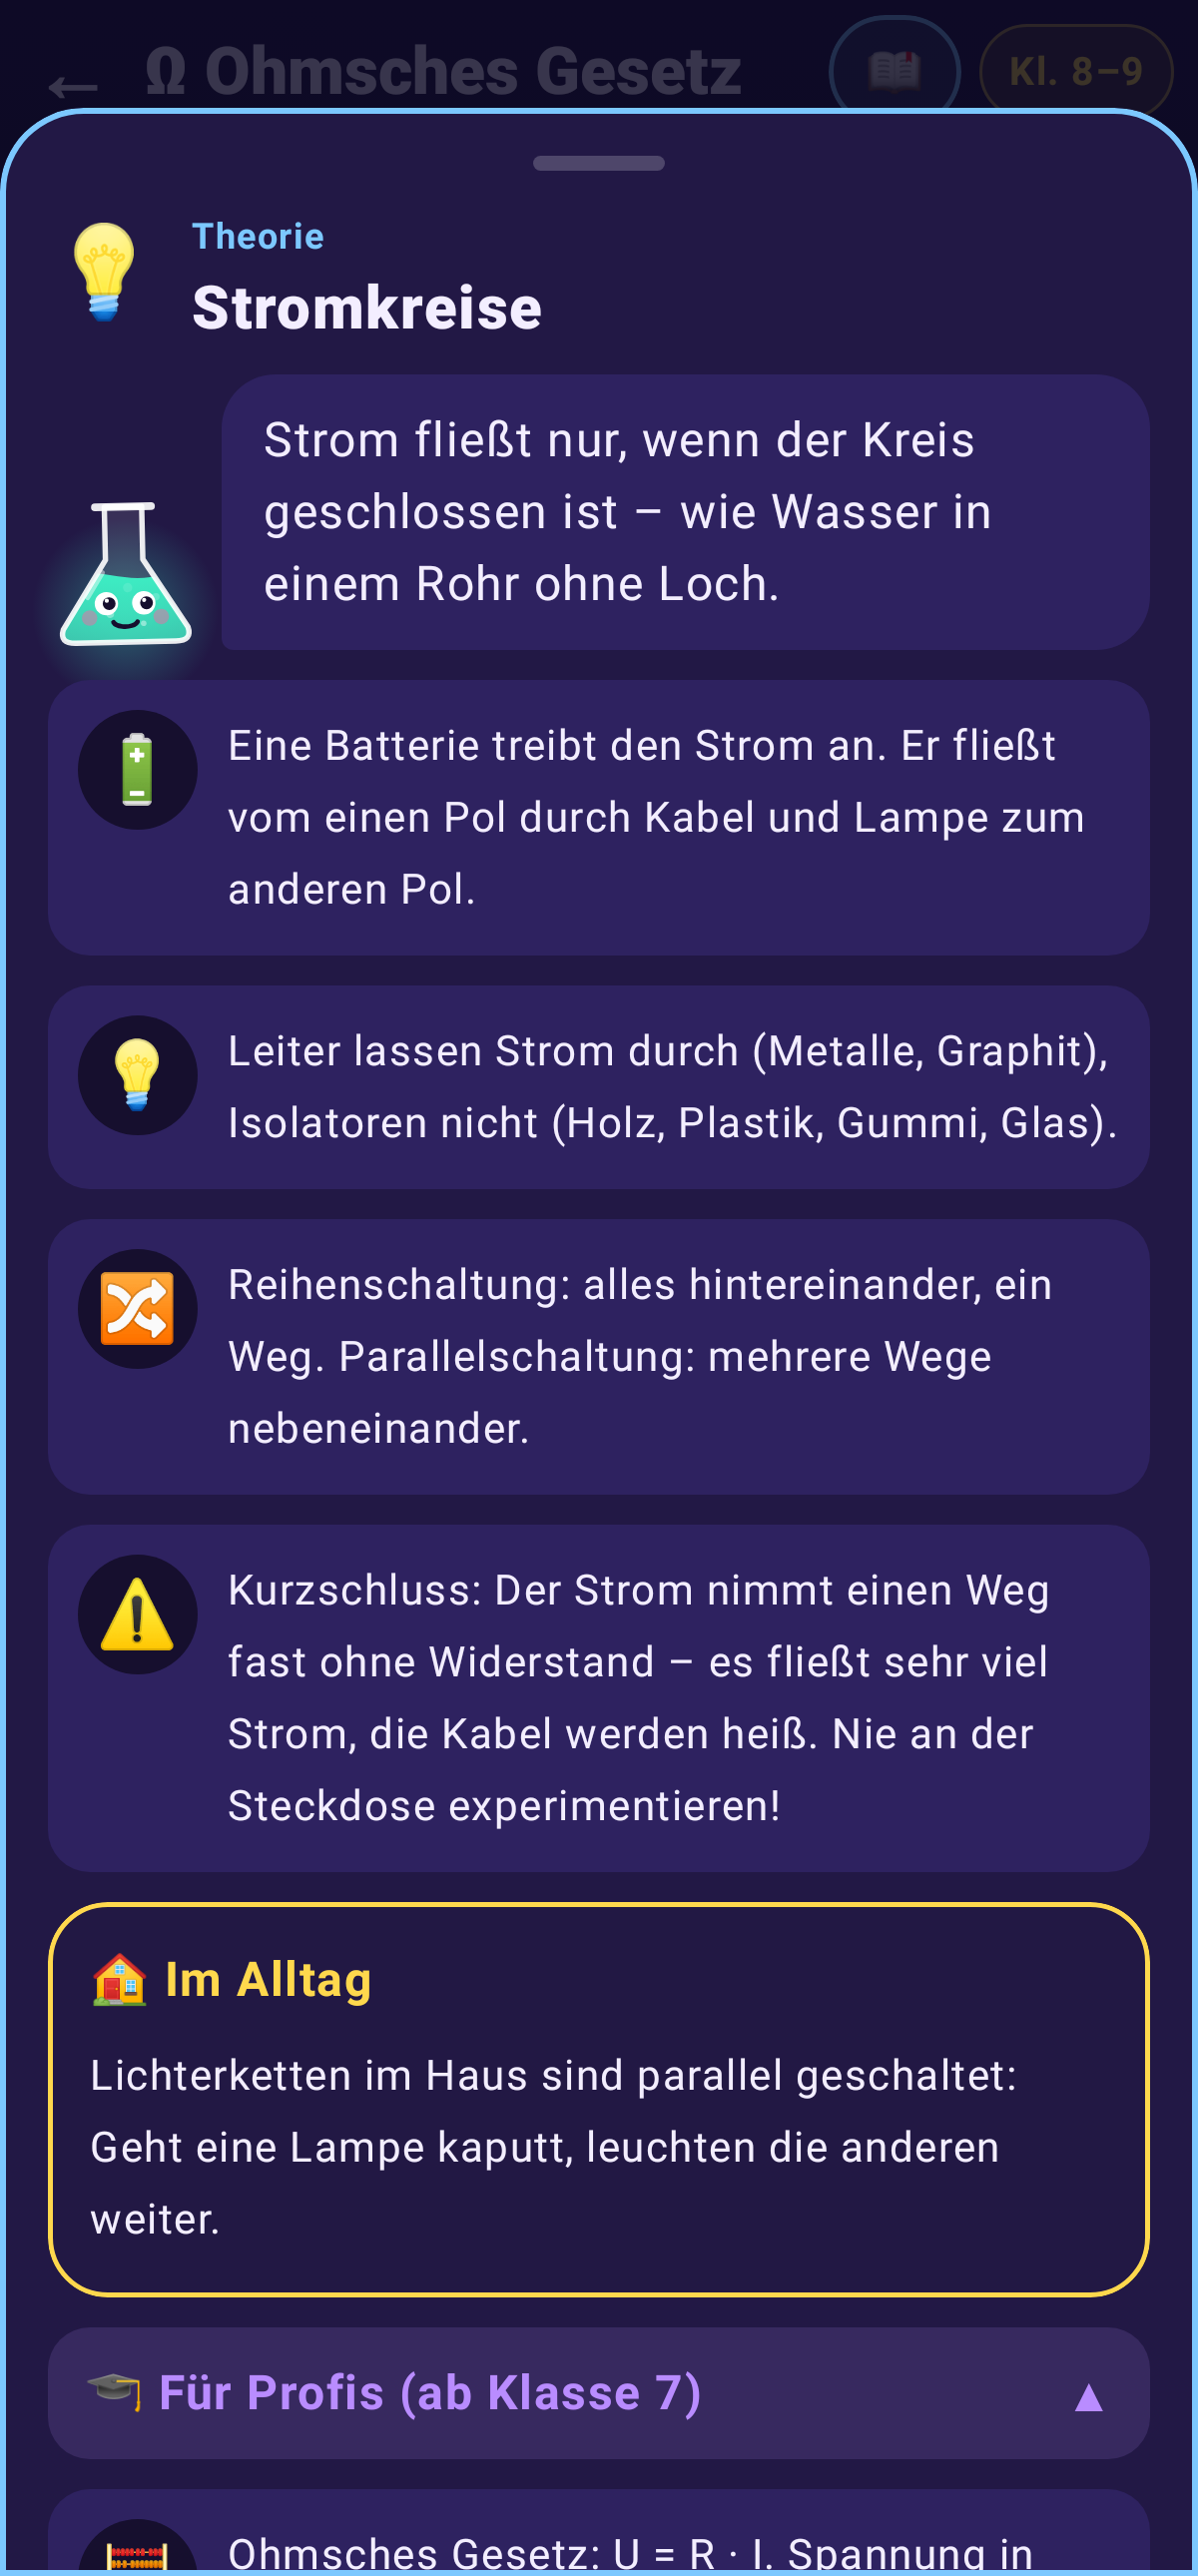 ← Ω Ohmsches Gesetz Kl. 8–9
Theorie
Stromkreise
Strom fließt nur, wenn der Kreis
geschlossen ist – wie Wasser in
einem Rohr ohne Loch.
Eine Batterie treibt den Strom an. Er fließt
vom einen Pol durch Kabel und Lampe zum
anderen Pol.
Leiter lassen Strom durch (Metalle, Graphit),
Isolatoren nicht (Holz, Plastik, Gummi, Glas).
Reihenschaltung: alles hintereinander, ein
Weg. Parallelschaltung: mehrere Wege
nebeneinander.
Kurzschluss: Der Strom nimmt einen Weg
fast ohne Widerstand – es fließt sehr viel
Strom, die Kabel werden heiß. Nie an der
Steckdose experimentieren!
Im Alltag
Lichterketten im Haus sind parallel geschaltet:
Geht eine Lampe kaputt, leuchten die anderen
weiter.
Für Profis (ab Klasse 7) ▲
Ohmsches Gesetz: U = R · I. Spannung in